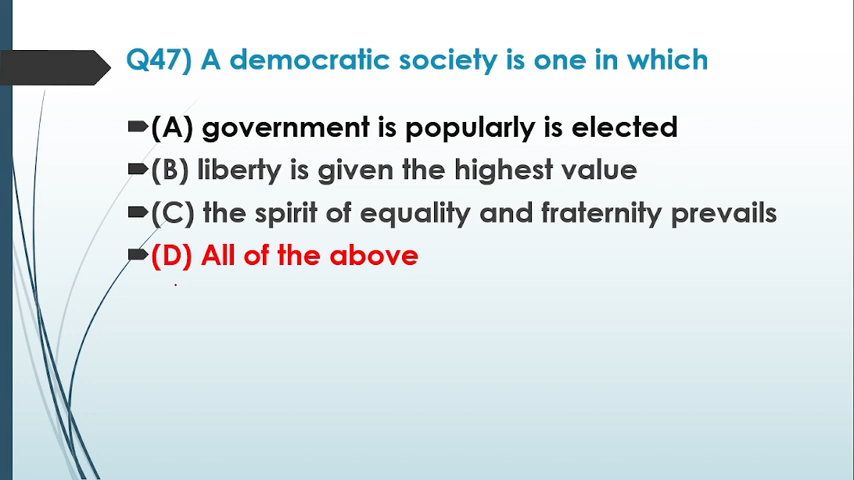 Q47) A democratic society is one in which
(A) government is popularly is elected
(B) liberty is given the highest value
(C) the spirit of equality and fraternity prevails
(D) All of the above